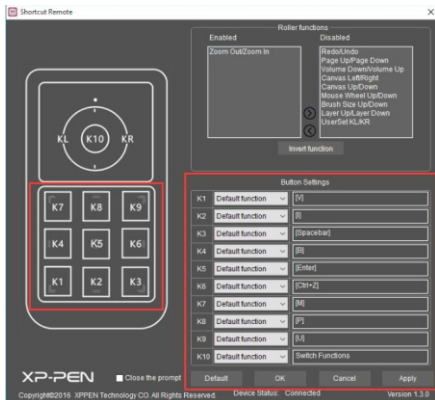 Shortcut Remote
Roller functions
Enabled
Disabled
Zoom Out/Zoom In
Redo/Undo
Page Up/Page Down
Volume Down/Volume Up
Canvas Left/Right
Canvas Up/Down
Mouse Wheel Up/Down
Brush Size Up/Down
Layer Up/Layer Down
UserSet KL/KR
Invert function
KL K10 KR
K7 K8 K9
K4 K5 K6
K1 K2 K3
Button Settings
K1 Default function [V]
K2 Default function [I]
K3 Default function [Spacebar]
K4 Default function [B]
K5 Default function [Enter]
K6 Default function [Ctrl+Z]
K7 Default function [M]
K8 Default function [P]
K9 Default function [U]
K10 Default function Switch Functions
XP-PEN
Close the prompt
Default OK Cancel Apply
Copyright©2016 XPPEN Technology CO. All Rights Reserved. Device Status: Connected Version 1.3.0